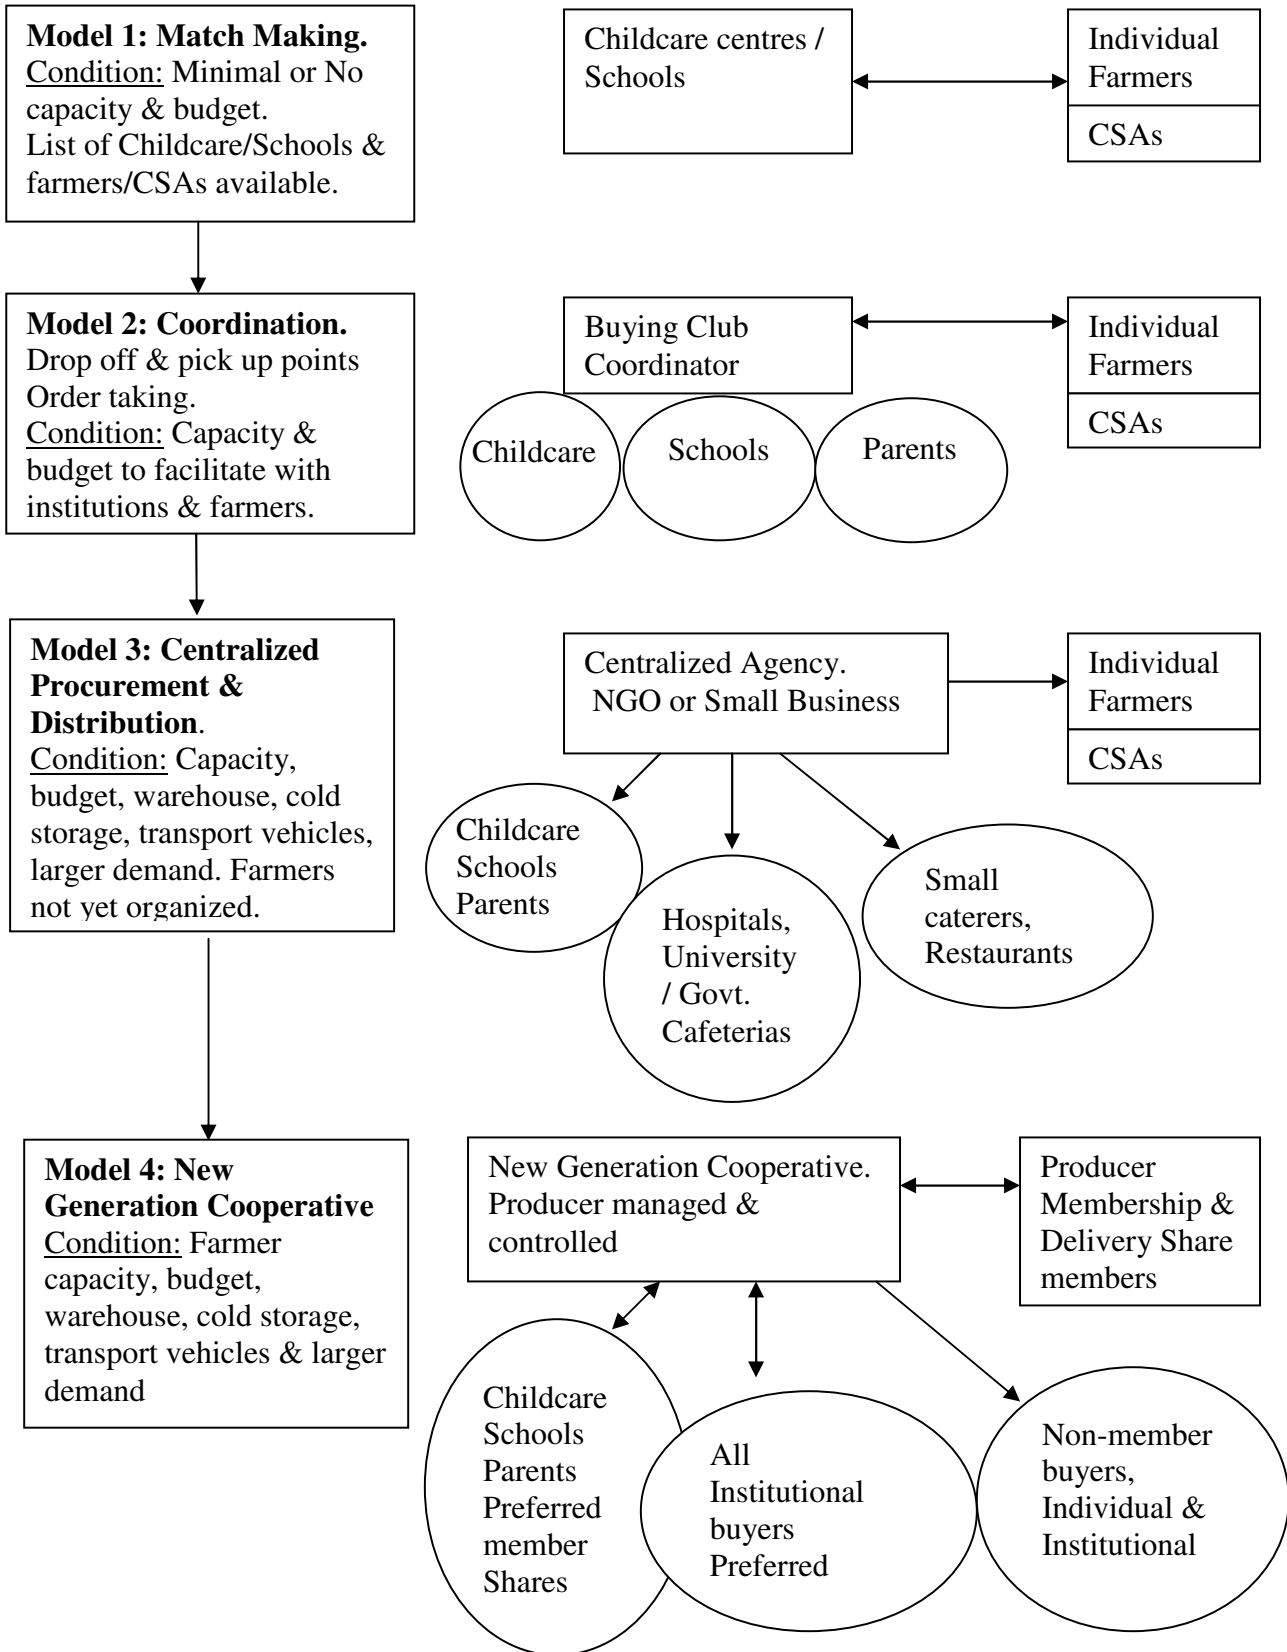 Model 1: Match Making.
Condition: Minimal or No
capacity & budget.
List of Childcare/Schools &
farmers/CSAs available.
Childcare centres /
Schools
Individual
Farmers
CSAs
Model 2: Coordination.
Drop off & pick up points
Order taking.
Condition: Capacity &
budget to facilitate with
institutions & farmers.
Buying Club
Coordinator
Individual
Farmers
CSAs
Childcare
Schools
Parents
Model 3: Centralized
Procurement &
Distribution.
Condition: Capacity,
budget, warehouse, cold
storage, transport vehicles,
larger demand. Farmers
not yet organized.
Centralized Agency.
NGO or Small Business
Individual
Farmers
CSAs
Childcare
Schools
Parents
Hospitals,
University
/ Govt.
Cafeterias
Small
caterers,
Restaurants
Model 4: New
Generation Cooperative
Condition: Farmer
capacity, budget,
warehouse, cold storage,
transport vehicles & larger
demand
New Generation Cooperative.
Producer managed &
controlled
Producer
Membership &
Delivery Share
members
Childcare
Schools
Parents
Preferred
member
Shares
All
Institutional
buyers
Preferred
Non-member
buyers,
Individual &
Institutional